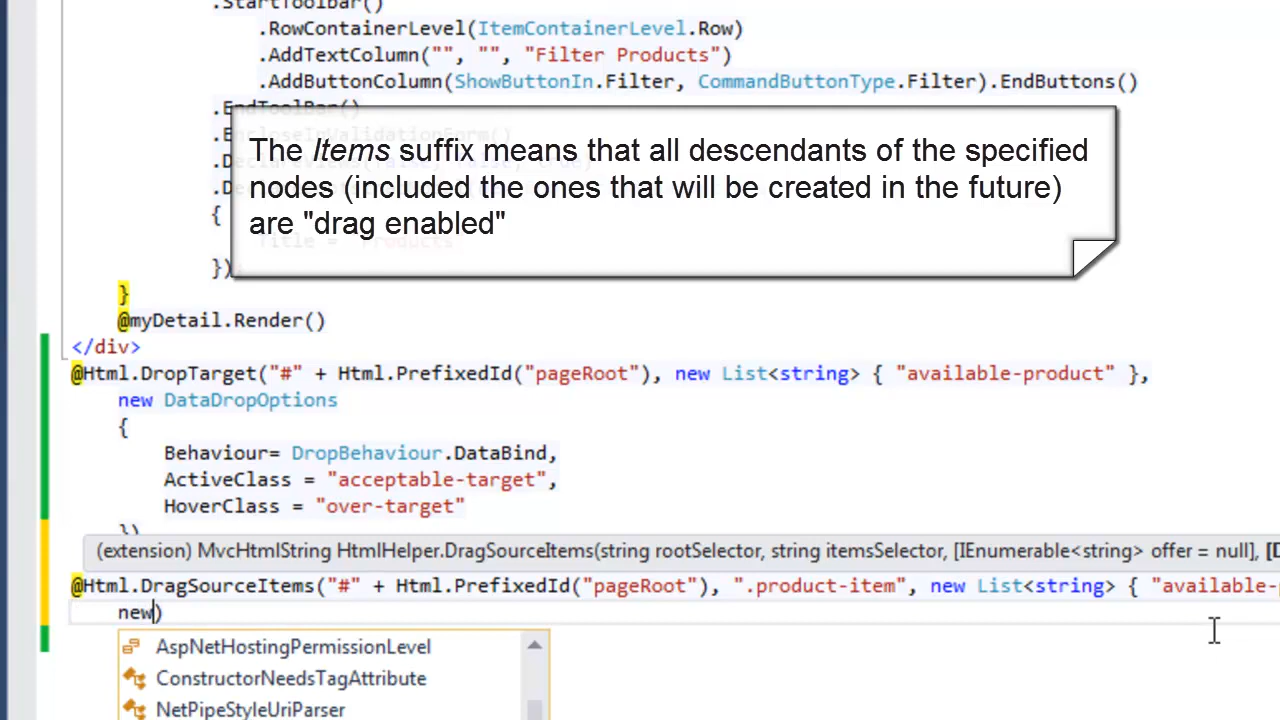 .StartToolbar()
.RowContainerLevel(ItemContainerLevel.Row)
.AddTextColumn("", "", "Filter Products")
.AddButtonColumn(ShowButtonIn.Filter, CommandButtonType.Filter).EndButtons()
.EndToolBar()
.EncloseInValidationForm()
The Items suffix means that all descendants of the specified
nodes (included the ones that will be created in the future)
are "drag enabled"
{
Title = "Products"
})
}
@myDetail.Render()
</div>
@Html.DropTarget("#" + Html.PrefixedId("pageRoot"), new List<string> { "available-product" },
new DataDropOptions
{
Behaviour= DropBehaviour.DataBind,
ActiveClass = "acceptable-target",
HoverClass = "over-target"
})
(extension) MvcHtmlString HtmlHelper.DragSourceItems(string rootSelector, string itemsSelector, [IEnumerable<string> offer = null],
@Html.DragSourceItems("#" + Html.PrefixedId("pageRoot"), ".product-item", new List<string> { "available-
new)
AspNetHostingPermissionLevel
ConstructorNeedsTagAttribute
NetPipeStyleUriParser